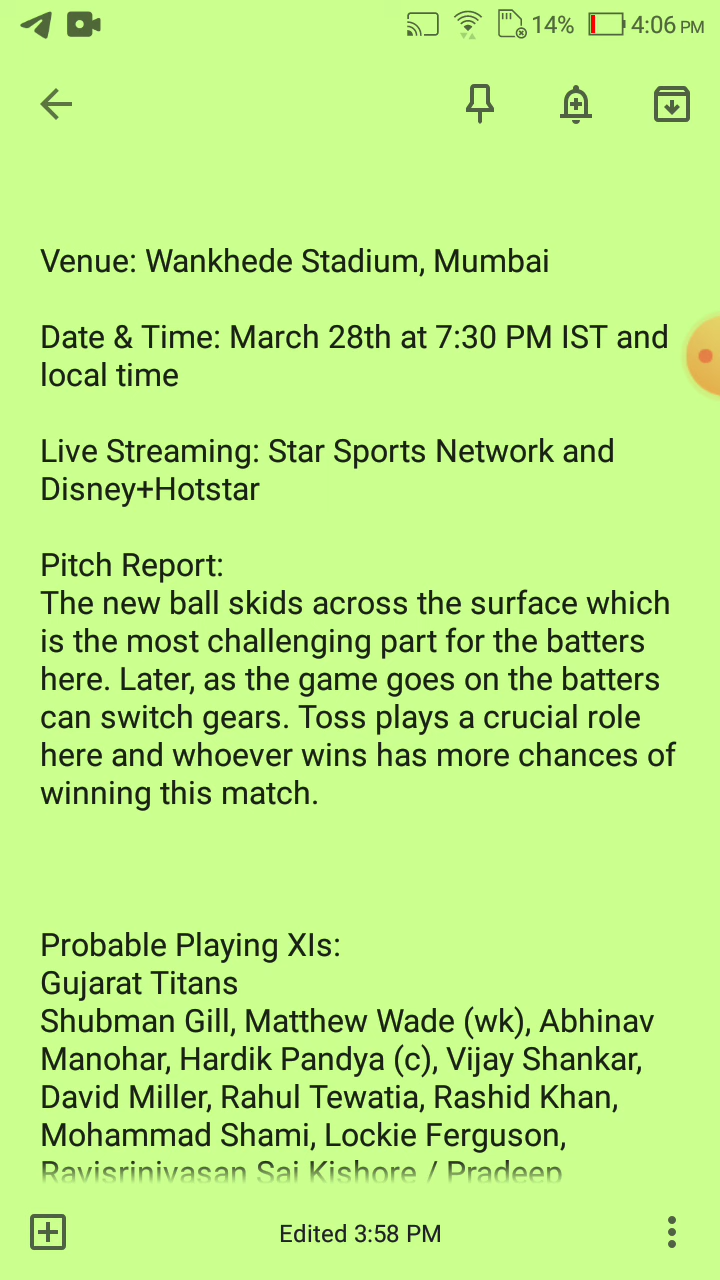 14% 4:06 PM
Venue: Wankhede Stadium, Mumbai
Date & Time: March 28th at 7:30 PM IST and
local time
Live Streaming: Star Sports Network and
Disney+Hotstar
Pitch Report:
The new ball skids across the surface which
is the most challenging part for the batters
here. Later, as the game goes on the batters
can switch gears. Toss plays a crucial role
here and whoever wins has more chances of
winning this match.
Probable Playing XIs:
Gujarat Titans
Shubman Gill, Matthew Wade (wk), Abhinav
Manohar, Hardik Pandya (c), Vijay Shankar,
David Miller, Rahul Tewatia, Rashid Khan,
Mohammad Shami, Lockie Ferguson,
Ravisrinivasan Sai Kishore / Pradeep
Edited 3:58 PM